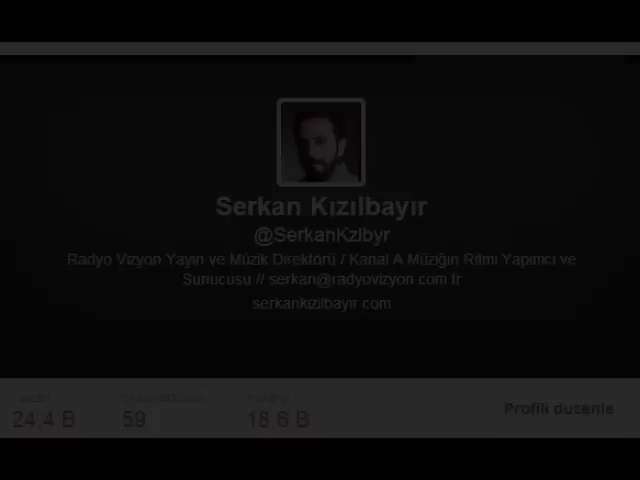 Serkan Kızılbayır
@SerkanKzlbyr
Radyo Vizyon Yayın ve Müzik Direktörü / Kanal A Müziğin Ritmi Yapımcı ve
Sunucusu // serkan@radyovizyon.com.tr
serkankizilbayir.com
24,4 B
59
18,6 B
Profili düzenle